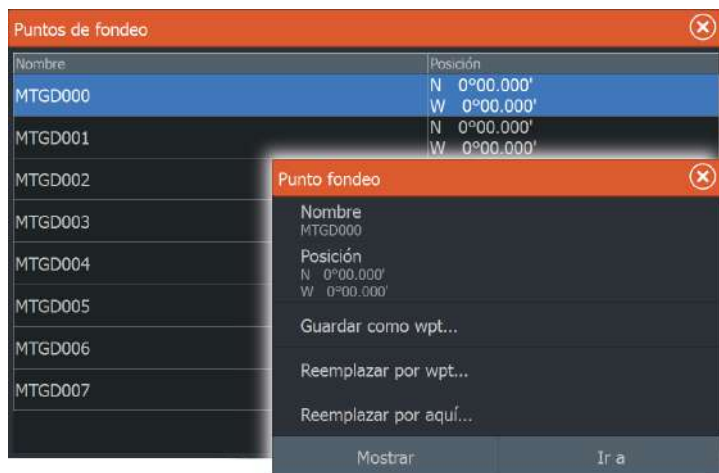 Puntos de fondeo
Nombre Posición
MTGD000 N 0°00.000'
W 0°00.000'
MTGD001 N 0°00.000'
W 0°00.000'
MTGD002
MTGD003
MTGD004
MTGD005
MTGD006
MTGD007
Punto fondeo
Nombre
MTGD000
Posición
N 0°00.000'
W 0°00.000'
Guardar como wpt...
Reemplazar por wpt...
Reemplazar por aquí...
Mostrar Ir a